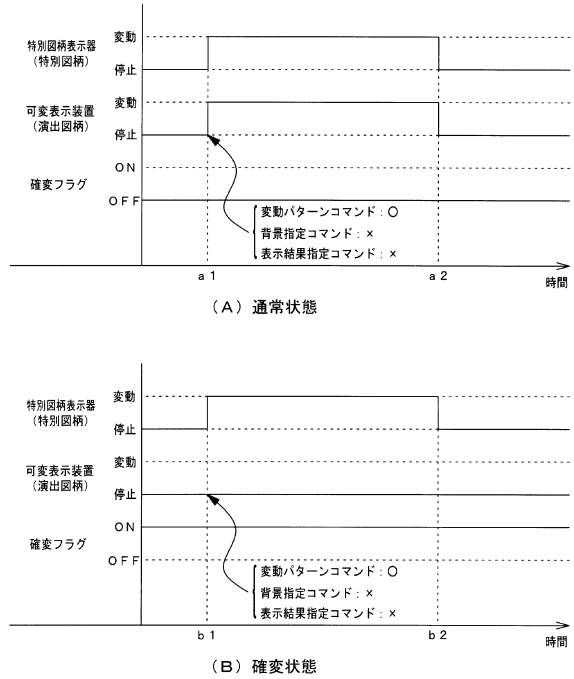 変動
特別図柄表示器
(特別図柄)
停止
変動
可変表示装置
(演出図柄)
停止
ON
確変フラグ
OFF
変動パターンコマンド:○
背景指定コマンド:×
表示結果指定コマンド:×
a1
a2
時間
(A)通常状態
変動
特別図柄表示器
(特別図柄)
停止
変動
可変表示装置
(演出図柄)
停止
ON
確変フラグ
OFF
変動パターンコマンド:○
背景指定コマンド:×
表示結果指定コマンド:×
b1
b2
時間
(B)確変状態